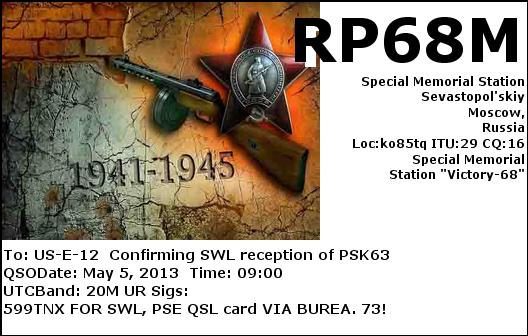 RP68M
Special Memorial Station
Sevastopol'skiy
Moscow,
Russia
Loc:ko85tq ITU:29 CQ:16
Special Memorial
Station "Victory-68"
1941-1945
To: US-E-12  Confirming SWL reception of PSK63
QSODate: May 5, 2013  Time: 09:00
UTCBand: 20M UR Sigs:
599TNX FOR SWL, PSE QSL card VIA BUREA. 73!